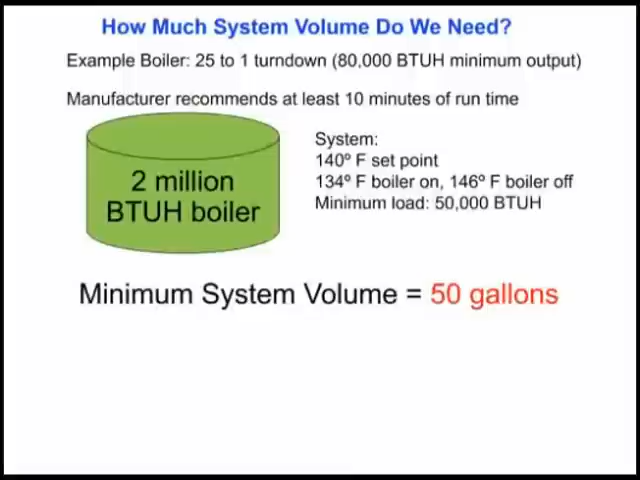 How Much System Volume Do We Need?
Example Boiler: 25 to 1 turndown (80,000 BTUH minimum output)
Manufacturer recommends at least 10 minutes of run time
2 million
BTUH boiler
System:
140º F set point
134º F boiler on, 146º F boiler off
Minimum load: 50,000 BTUH
Minimum System Volume = 50 gallons